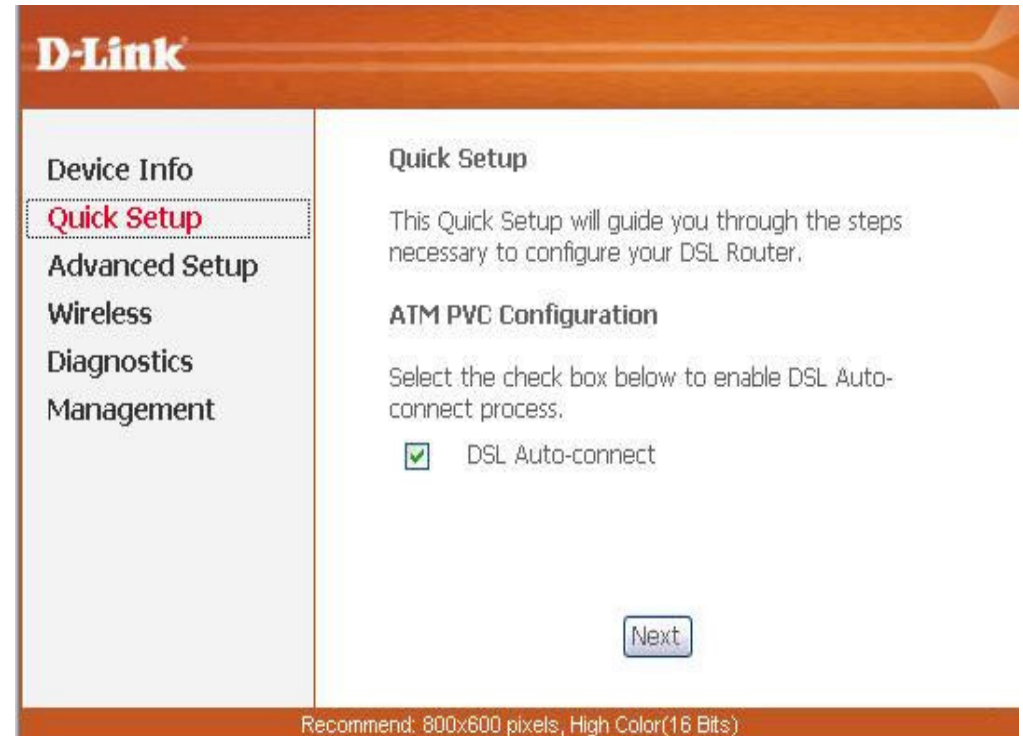 D-Link
Device Info
Quick Setup
Advanced Setup
Wireless
Diagnostics
Management
Quick Setup
This Quick Setup will guide you through the steps
necessary to configure your DSL Router.
ATM PVC Configuration
Select the check box below to enable DSL Auto-
connect process.
DSL Auto-connect
Next
Recommend: 800x600 pixels, High Color(16 Bits)